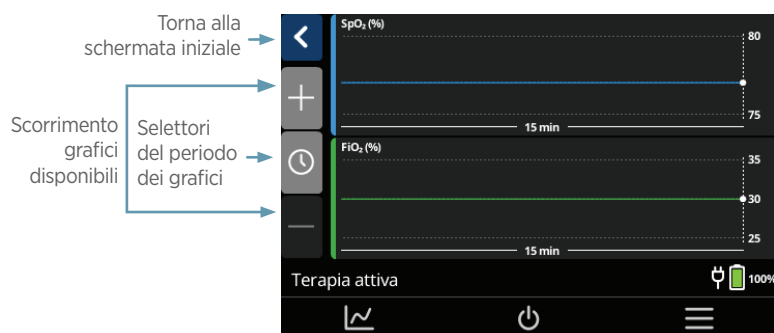 Torna alla
schermata iniziale
Scorrimento
grafici
disponibili
Selettori
del periodo
dei grafici
SpO₂ (%)
80
75
15 min
FiO₂ (%)
35
30
25
15 min
Terapia attiva
100%